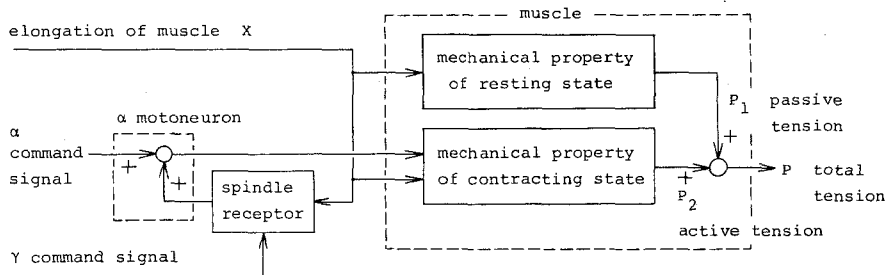 muscle
elongation of muscle X
mechanical property
of resting state
P1 passive
tension
α motoneuron
α
command
signal
+
+
mechanical property
of contracting state
+
+
P total
tension
P2
active tension
spindle
receptor
γ command signal